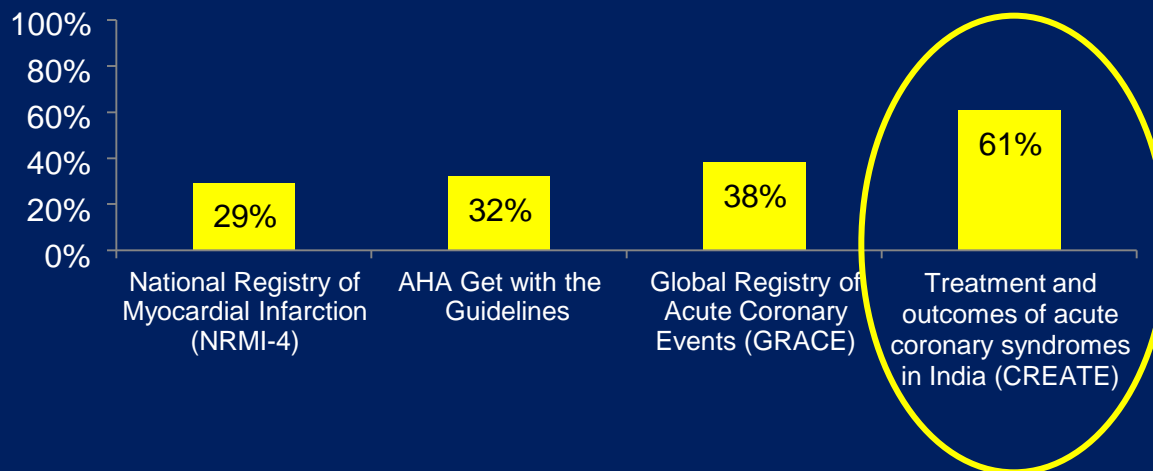 100%
80%
60%
40%
20%
0%
29%
32%
38%
61%
National Registry of
Myocardial Infarction
(NRMI-4)
AHA Get with the
Guidelines
Global Registry of
Acute Coronary
Events (GRACE)
Treatment and
outcomes of acute
coronary syndromes
in India (CREATE)